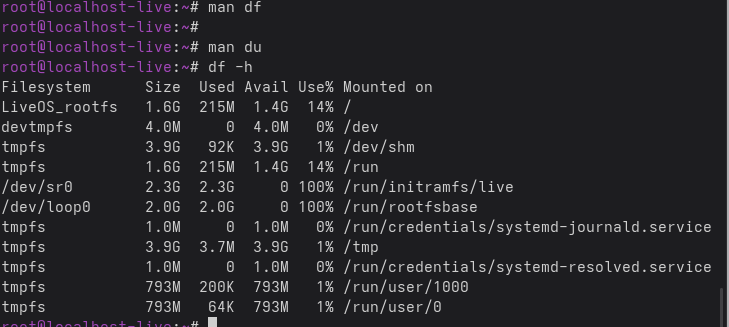 root@localhost-live:~# man df
root@localhost-live:~#
root@localhost-live:~# man du
root@localhost-live:~# df -h
Filesystem      Size  Used Avail Use% Mounted on
LiveOS_rootfs   1.6G  215M  1.4G  14% /
devtmpfs        4.0M     0  4.0M   0% /dev
tmpfs           3.9G   92K  3.9G   1% /dev/shm
tmpfs           1.6G  215M  1.4G  14% /run
/dev/sr0        2.3G  2.3G     0 100% /run/initramfs/live
/dev/loop0      2.0G  2.0G     0 100% /run/rootfsbase
tmpfs           1.0M     0  1.0M   0% /run/credentials/systemd-journald.service
tmpfs           3.9G  3.7M  3.9G   1% /tmp
tmpfs           1.0M     0  1.0M   0% /run/credentials/systemd-resolved.service
tmpfs           793M  200K  793M   1% /run/user/1000
tmpfs           793M   64K  793M   1% /run/user/0
root@localhost-live:~#